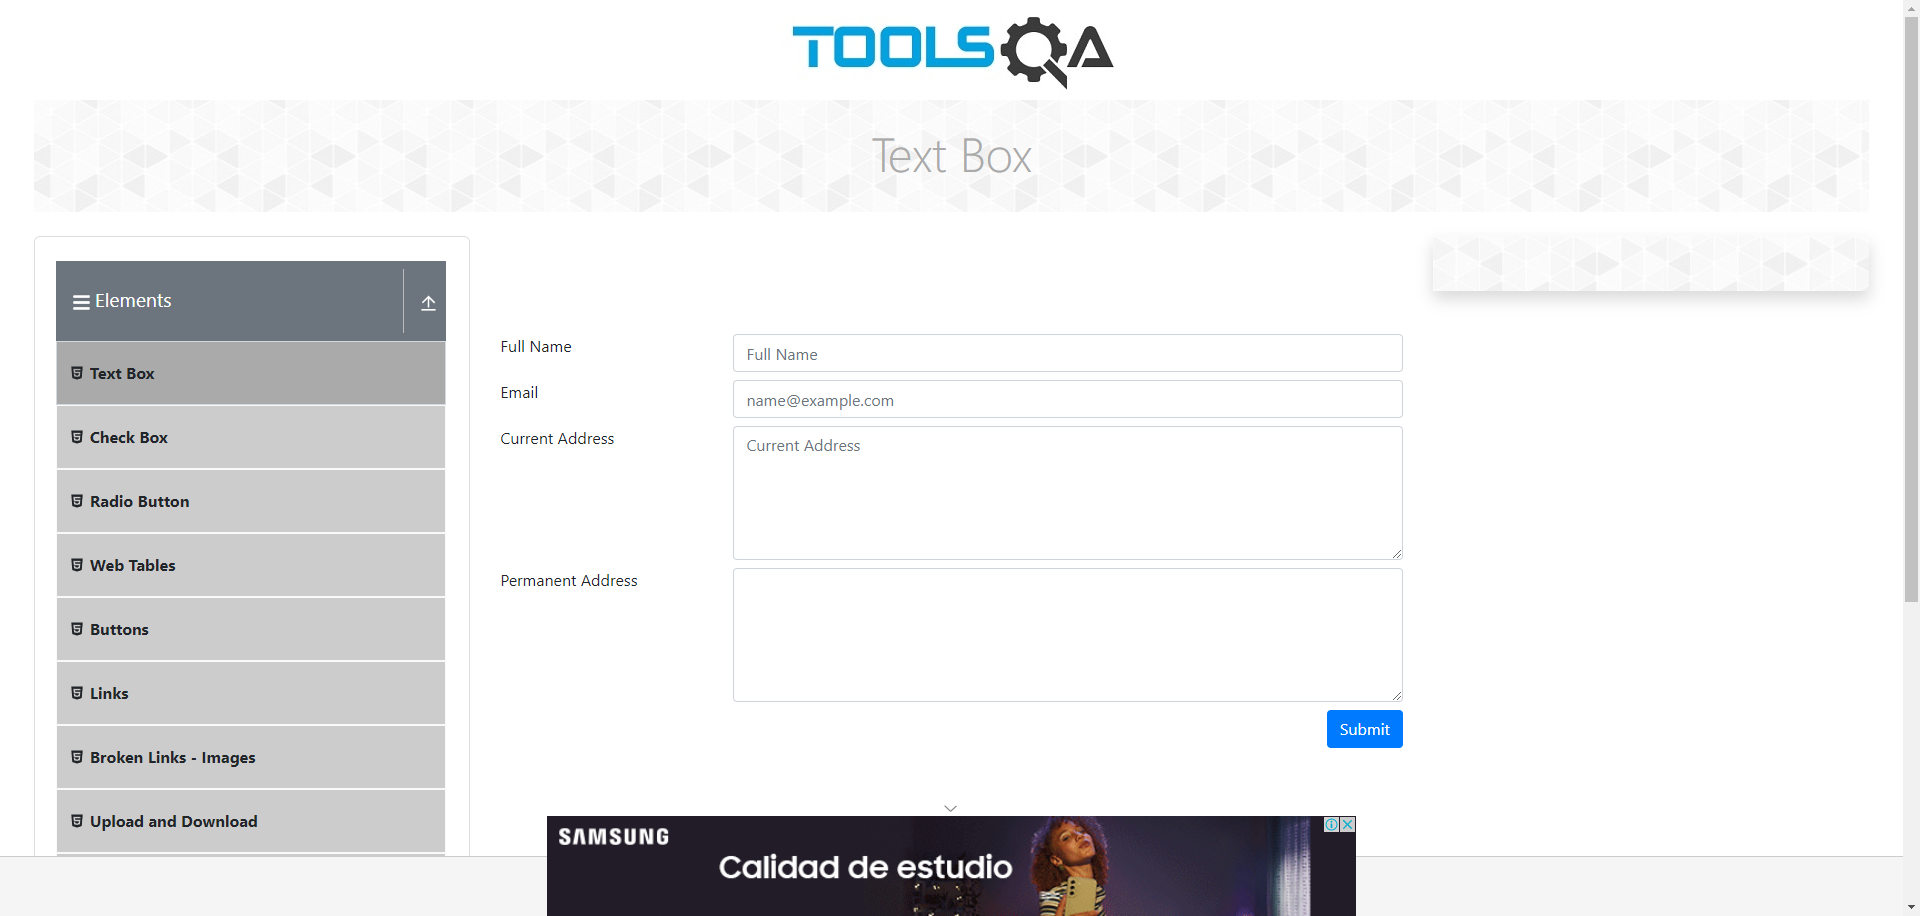 TOOLSQA
Text Box
Elements
Text Box
Check Box
Radio Button
Web Tables
Buttons
Links
Broken Links - Images
Upload and Download
Full Name
Full Name
Email
name@example.com
Current Address
Current Address
Permanent Address
Submit
SAMSUNG
Calidad de estudio